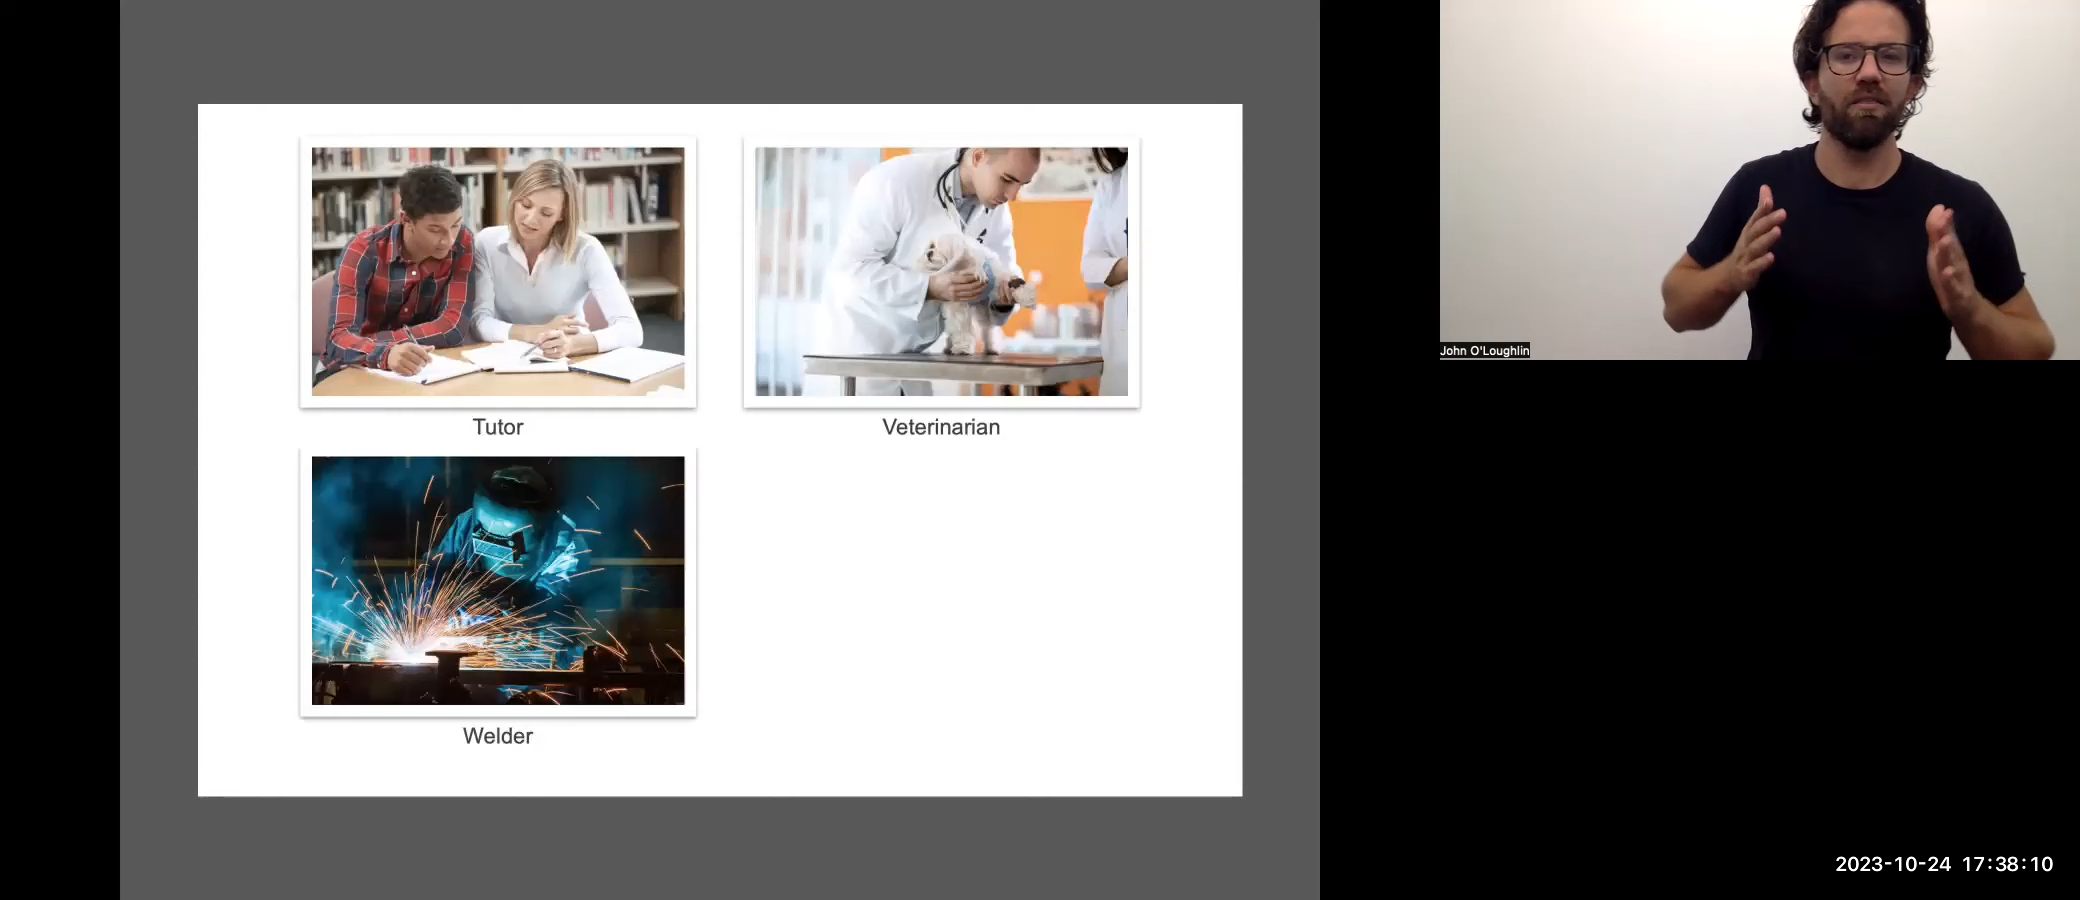 Tutor
Veterinarian
Welder
John O'Loughlin
2023-10-24 17:38:10